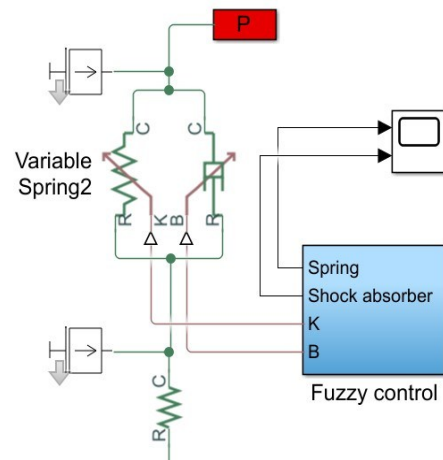 P
C
C
Variable
Spring2
R
K
B
R
Spring
Shock absorber
K
B
Fuzzy control
C
R